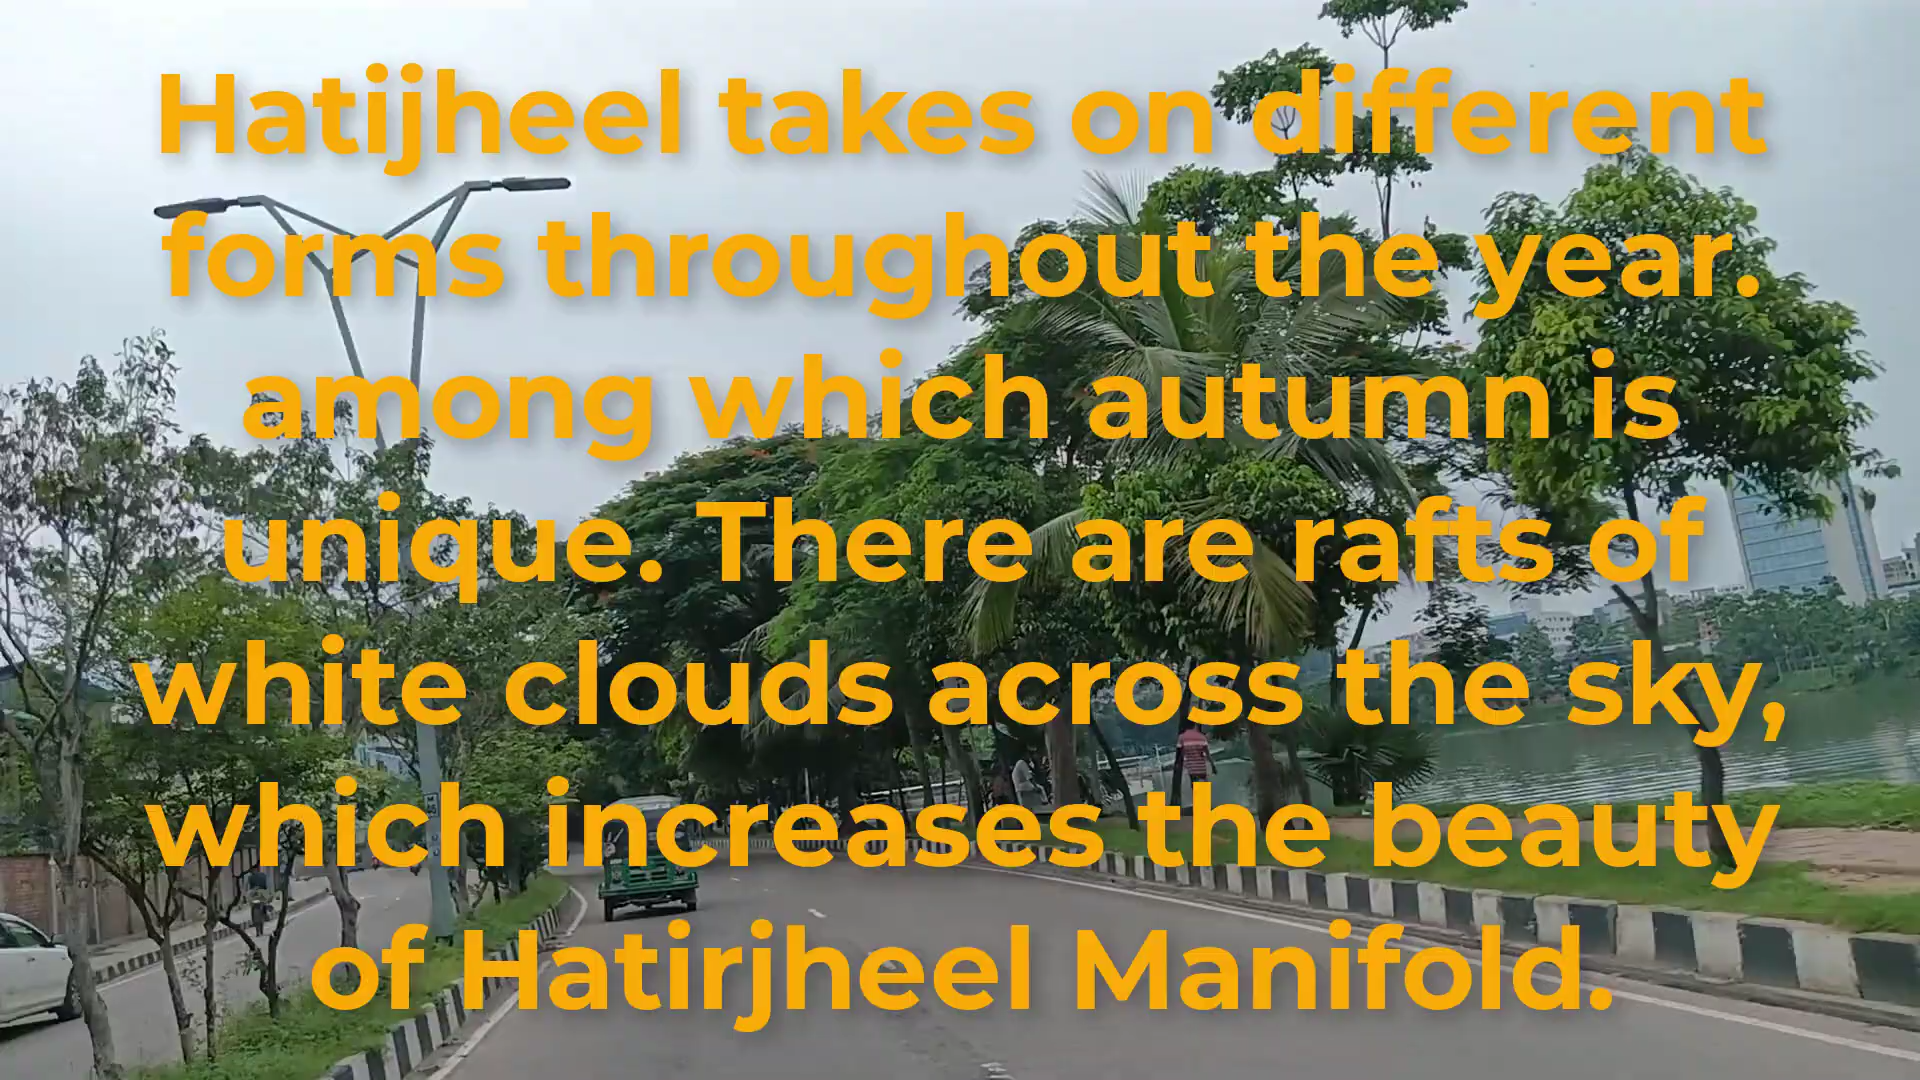 Hatijheel takes on different
forms throughout the year.
among which autumn is
unique. There are rafts of
white clouds across the sky,
which increases the beauty
of Hatirjheel Manifold.